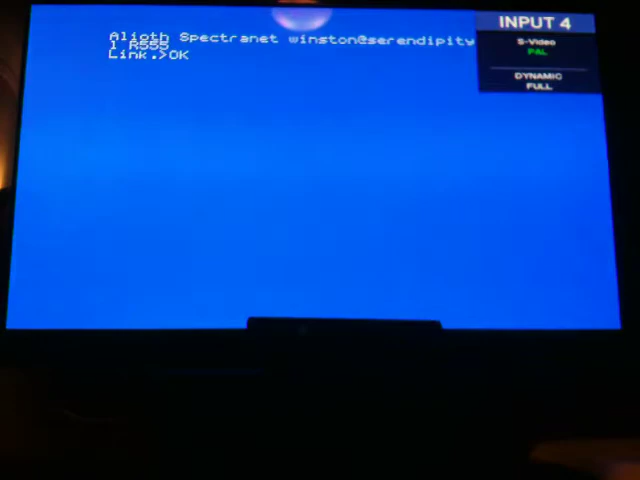 Alioth Spectranet winston@serendipity
1 R555
Link.>OK
INPUT 4
S-Video
PAL
DYNAMIC
FULL